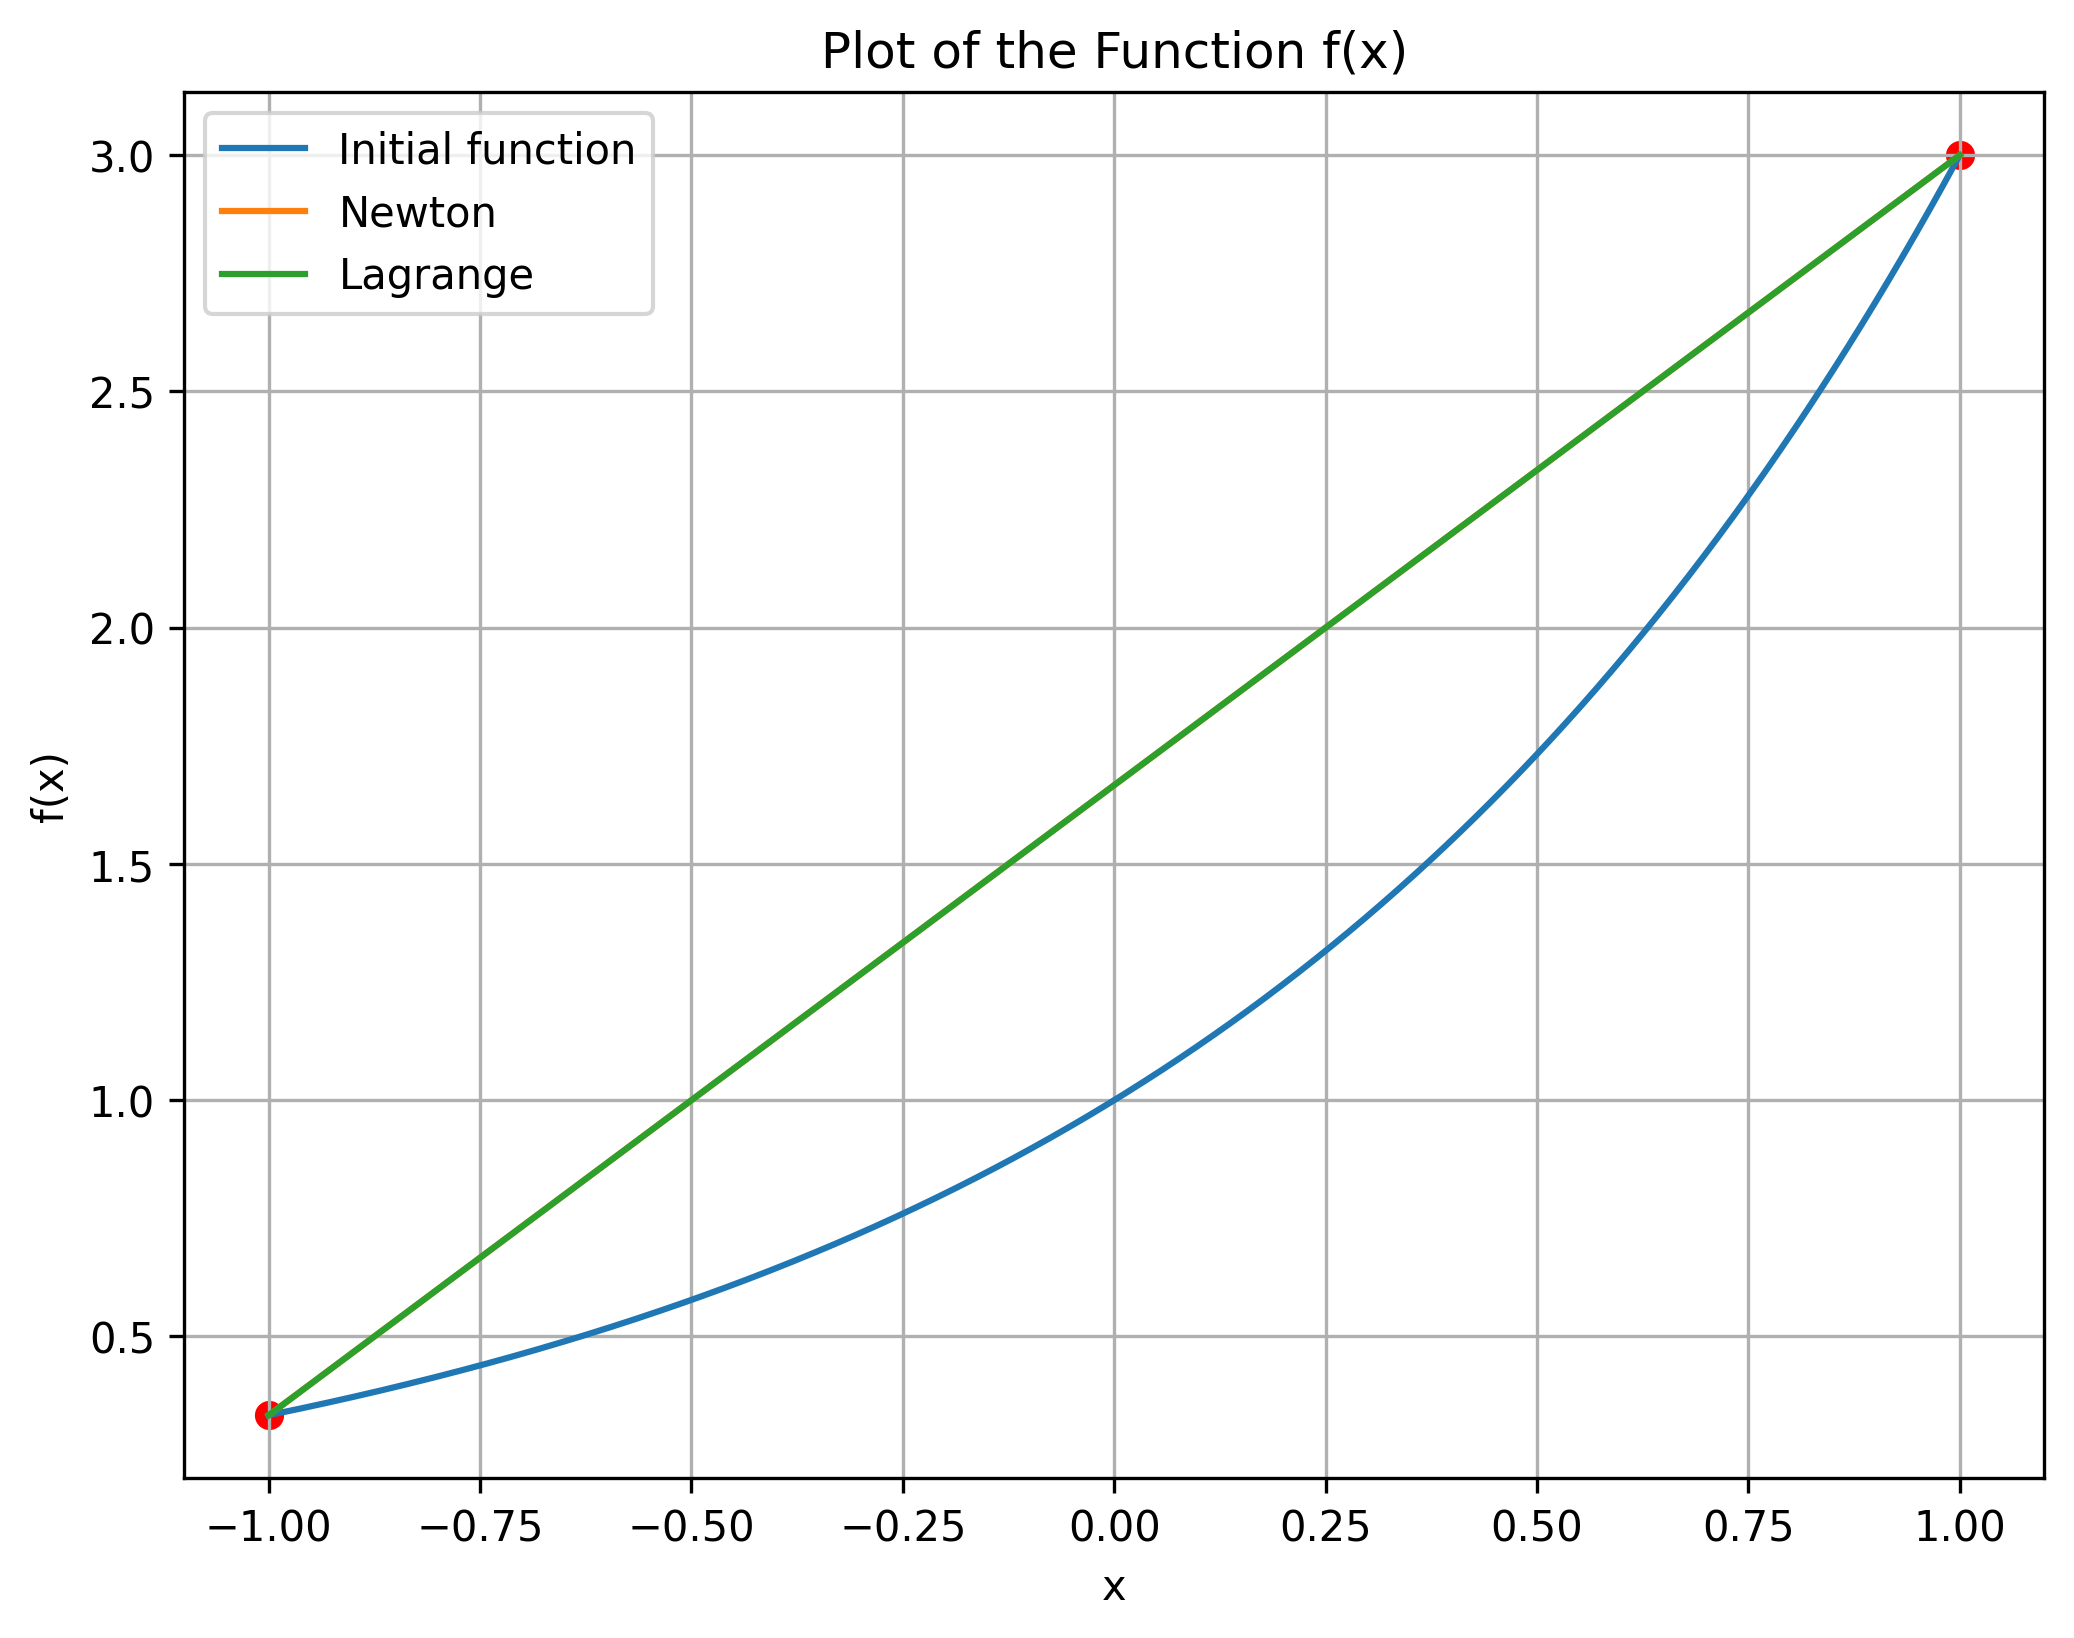 Plot of the Function f(x)
Initial function
Newton
Lagrange
3.0
2.5
2.0
1.5
1.0
0.5
f(x)
−1.00 −0.75 −0.50 −0.25 0.00 0.25 0.50 0.75 1.00
x